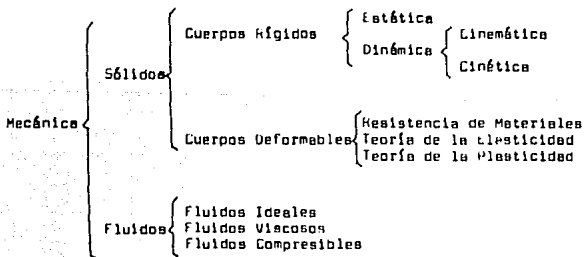 Mecánica
Sólidos
Cuerpos Rígidos
Estática
Dinámica
Cinemática
Cinética
Cuerpos Deformables
Resistencia de Materiales
Teoría de la Elasticidad
Teoría de la Plasticidad
Fluidos
Fluidos Ideales
Fluidos Viscosos
Fluidos Compresibles